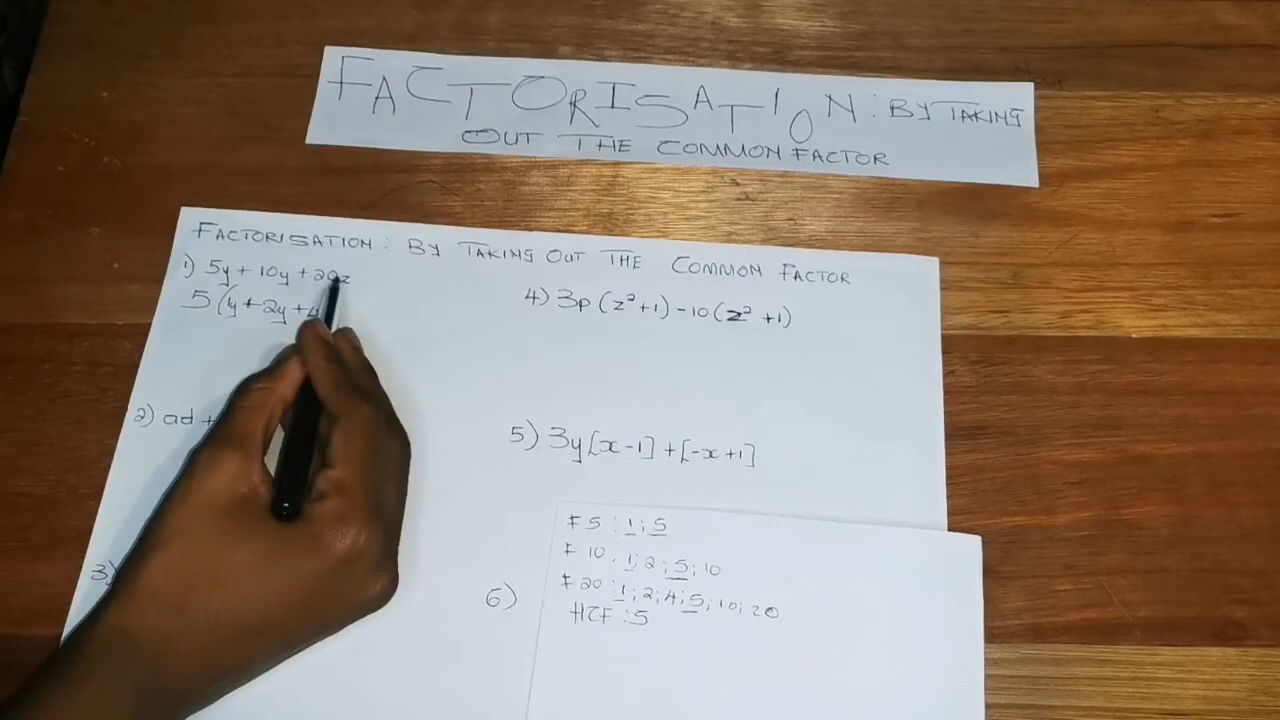 FACTORISATION: BY TAKING
OUT THE COMMON FACTOR
FACTORISATION: BY TAKING OUT THE COMMON FACTOR
1) 5y + 10y + 20z
5(y + 2y + 4
2) ad +
3)
4) 3p(z²+1) - 10(z² +1)
5) 3y[x-1] + [-x+1]
6)
F5 : 1; 5
F 10 : 1; 2; 5; 10
F 20 : 1; 2; 4; 5; 10; 20
HCF : 5